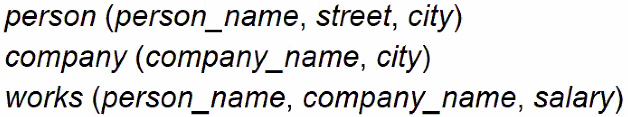 person (person_name, street, city)
company (company_name, city)
works (person_name, company_name, salary)